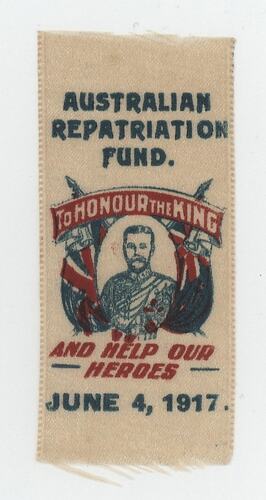 AUSTRALIAN
REPATRIATION
FUND.
TO HONOUR THE KING
AND HELP OUR
— HEROES —
JUNE 4, 1917.